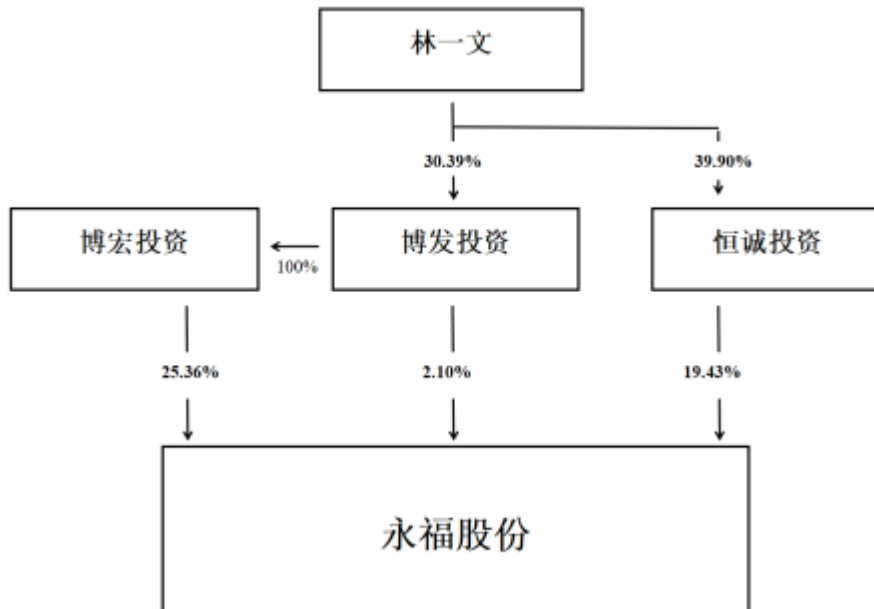 林一文
30.39%
39.90%
博宏投资
100%
博发投资
恒诚投资
25.36%
2.10%
19.43%
永福股份